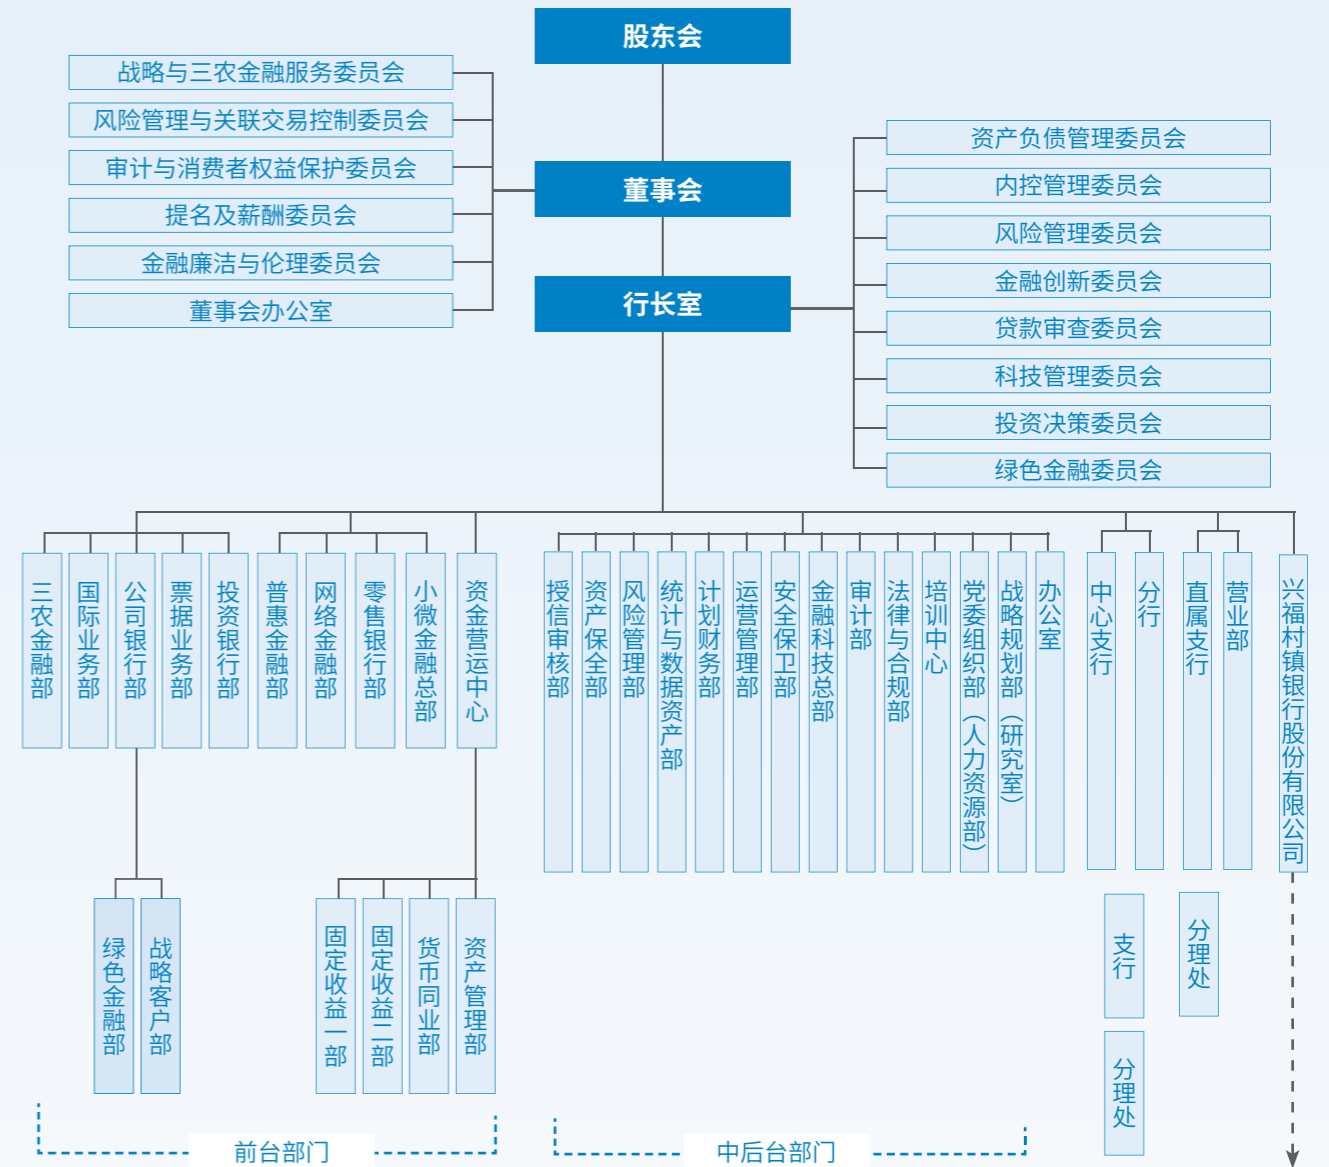 股东会
战略与三农金融服务委员会
风险管理与关联交易控制委员会
审计与消费者权益保护委员会
提名及薪酬委员会
金融廉洁与伦理委员会
董事会办公室
董事会
行长室
资产负债管理委员会
内控管理委员会
风险管理委员会
金融创新委员会
贷款审查委员会
科技管理委员会
投资决策委员会
绿色金融委员会
三农金融部
国际业务部
公司银行部
票据业务部
投资银行部
普惠金融部
网络金融部
零售银行部
小微金融总部
资金营运中心
授信审核部
资产保全部
风险管理部
统计与数据资产部
计划财务部
运营管理部
安全保卫部
金融科技总部
审计部
法律与合规部
培训中心
党委组织部（人力资源部）
战略规划部（研究室）
办公室
中心支行
分行
直属支行
营业部
兴福村镇银行股份有限公司
绿色金融部
战略客户部
固定收益一部
固定收益二部
货币同业部
资产管理部
支行
分理处
分理处
前台部门
中后台部门